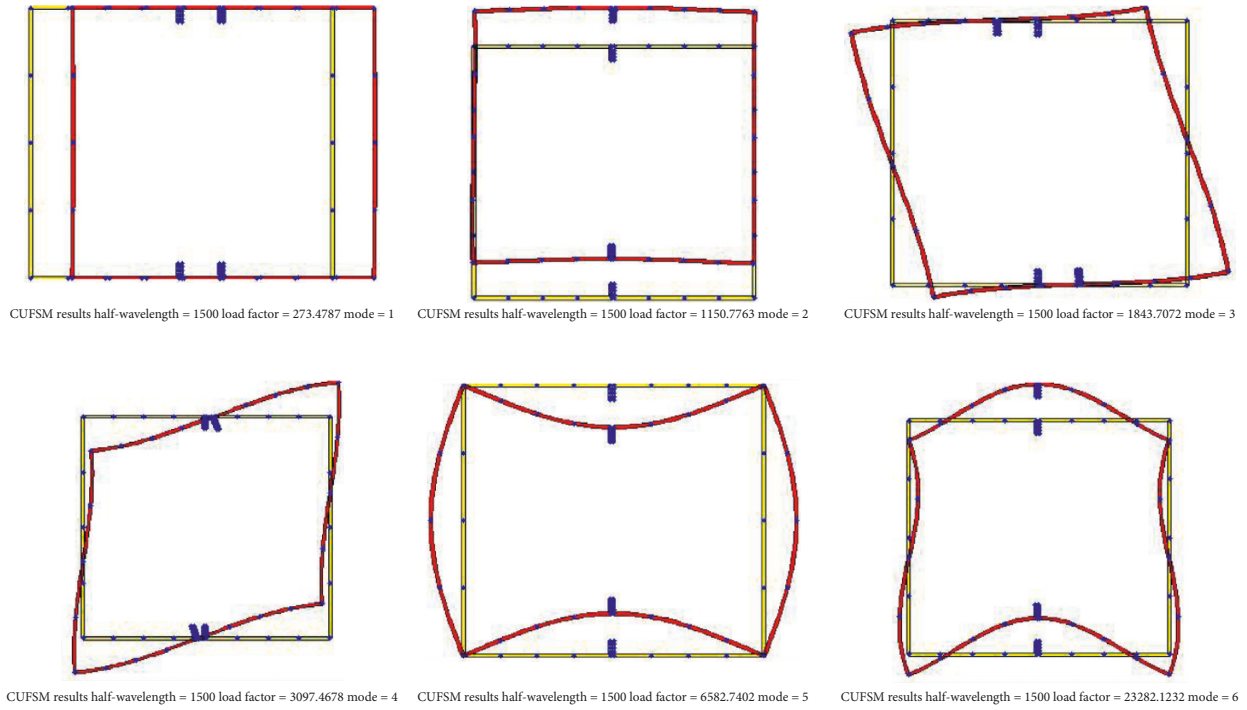 CUFSM results half-wavelength = 1500 load factor = 273.4787 mode = 1
CUFSM results half-wavelength = 1500 load factor = 1150.7763 mode = 2
CUFSM results half-wavelength = 1500 load factor = 1843.7072 mode = 3
CUFSM results half-wavelength = 1500 load factor = 3097.4678 mode = 4
CUFSM results half-wavelength = 1500 load factor = 6582.7402 mode = 5
CUFSM results half-wavelength = 1500 load factor = 23282.1232 mode = 6